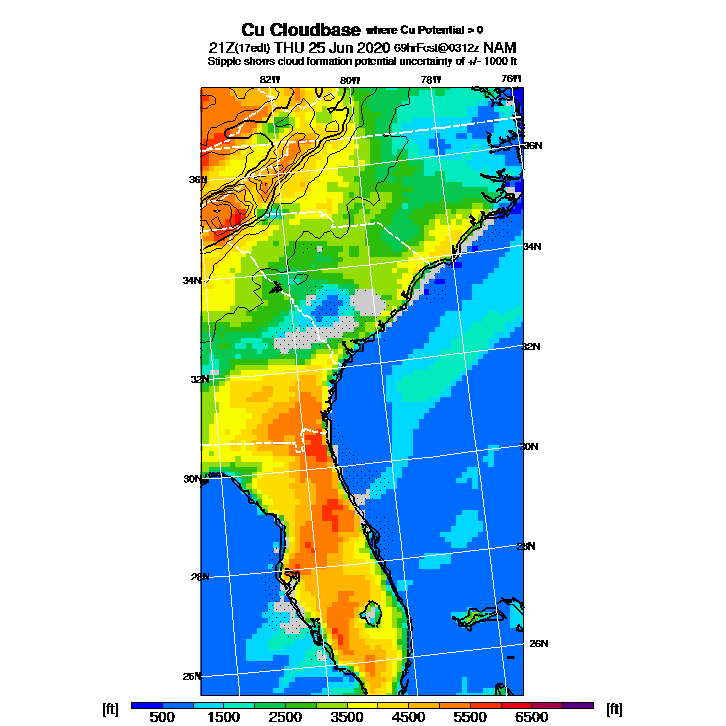 Cu Cloudbase where Cu Potential > 0
21Z(17edt) THU 25 Jun 2020 69hrFcst@0312z NAM
Stipple shows cloud formation potential uncertainty of +/- 1000 ft
82W 80W 78W 76W
36N
36N
34N
34N
32N
32N
30N
30N
28N
28N
26N
26N
[ft] [ft]
500 1500 2500 3500 4500 5500 6500